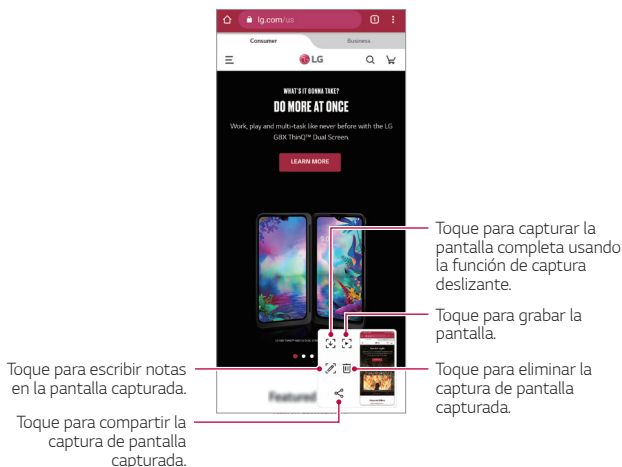 lg.com/us
Consumer
Business
LG
WHAT'S IT GONNA TAKE?
DO MORE AT ONCE
Work, play and multi-task like never before with the LG
G8X ThinQ™ Dual Screen.
LEARN MORE
Featured
Toque para capturar la
pantalla completa usando
la función de captura
deslizante.
Toque para grabar la
pantalla.
Toque para eliminar la
captura de pantalla
capturada.
Toque para escribir notas
en la pantalla capturada.
Toque para compartir la
captura de pantalla
capturada.